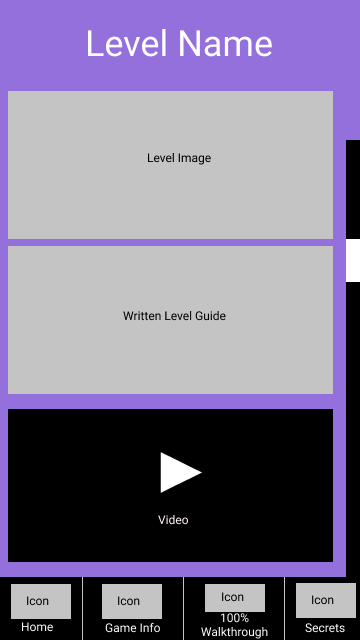 Level Name
Level Image
Written Level Guide
Video
Icon
Home
Icon
Game Info
Icon
100%
Walkthrough
Icon
Secrets